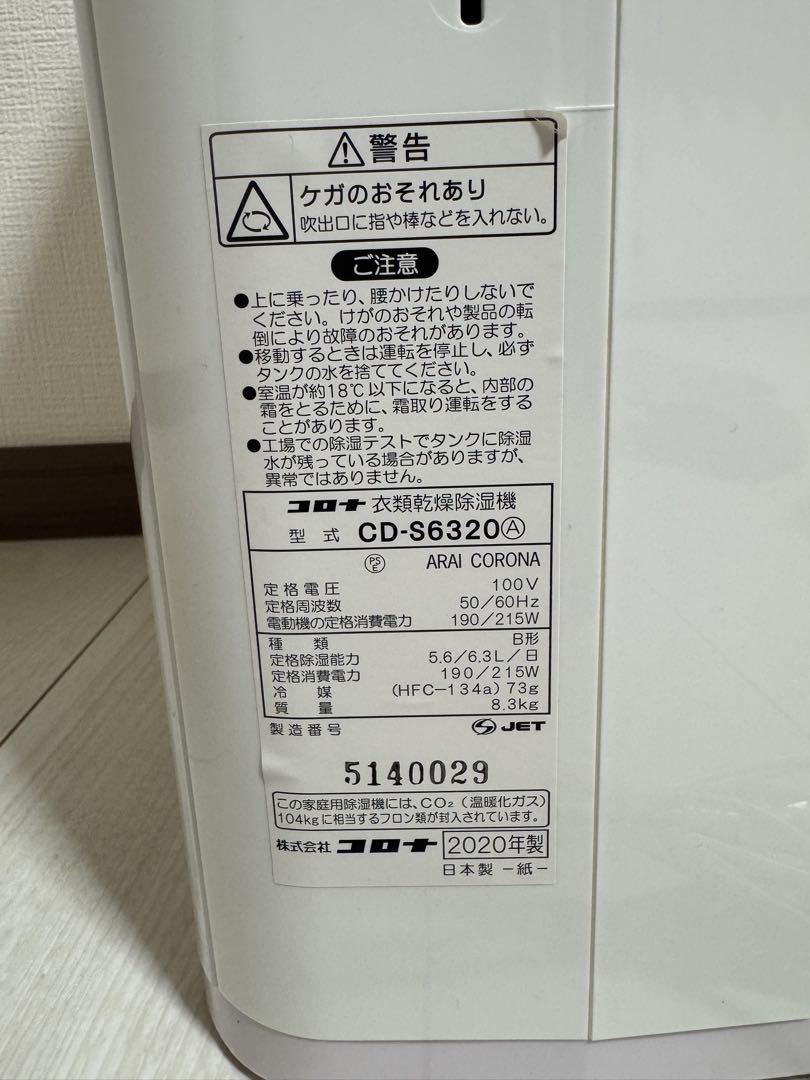 ⚠警告
ケガのおそれあり
吹出口に指や棒などを入れない。
ご注意
●上に乗ったり、腰かけたりしないで
ください。けがのおそれや製品の転
倒により故障のおそれがあります。
●移動するときは運転を停止し、必ず
タンクの水を捨ててください。
●室温が約18℃以下になると、内部の
霜をとるために、霜取り運転をする
ことがあります。
●工場での除湿テストでタンクに除湿
水が残っている場合がありますが、
異常ではありません。
コロナ 衣類乾燥除湿機
型式 CD-S6320Ⓐ
PSE ARAI CORONA
定格電圧 100V
定格周波数 50/60Hz
電動機の定格消費電力 190/215W
種類 B形
定格除湿能力 5.6/6.3L/日
定格消費電力 190/215W
冷媒 (HFC-134a) 73g
質量 8.3kg
製造番号 JET
5140029
この家庭用除湿機には、CO₂(温暖化ガス)
104kgに相当するフロン類が封入されています。
株式会社 コロナ 2020年製
日本製 -紙-